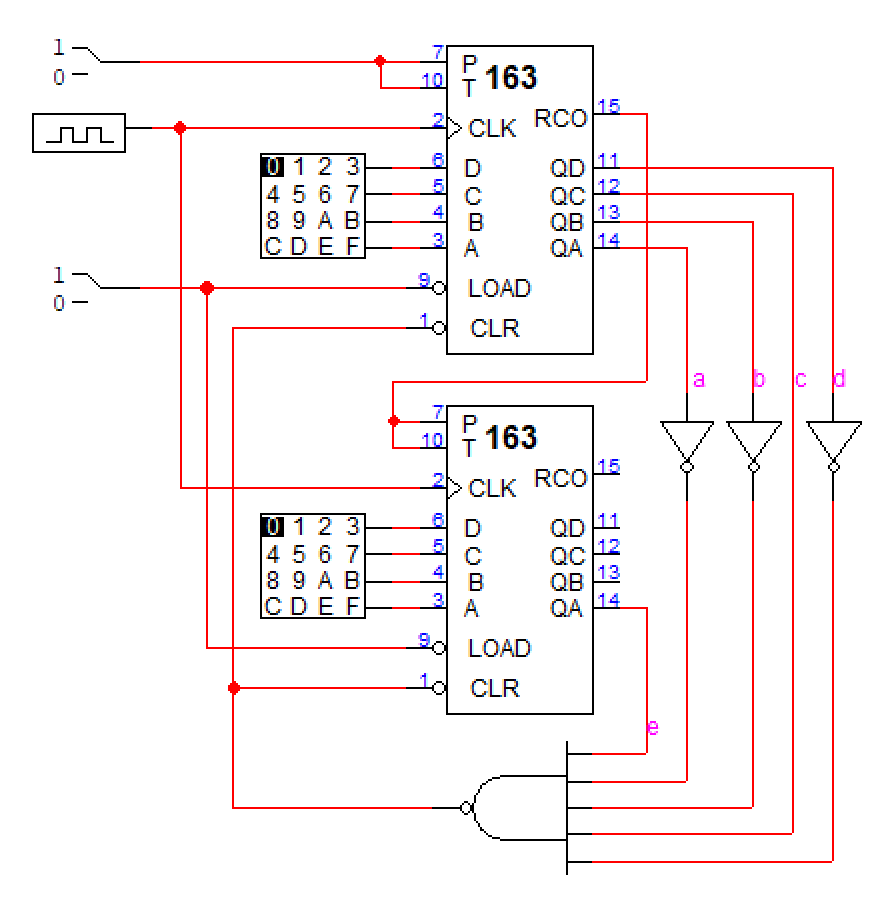 1
0
7 P 163
10 T
2 CLK RCO 15
0 1 2 3 6 D QD 11
4 5 6 7 5 C QC 12
8 9 A B 4 B QB 13
C D E F 3 A QA 14
1
0
9 LOAD
1 CLR
a b c d
7 P 163
10 T
2 CLK RCO 15
0 1 2 3 6 D QD 11
4 5 6 7 5 C QC 12
8 9 A B 4 B QB 13
C D E F 3 A QA 14
9 LOAD
1 CLR
e